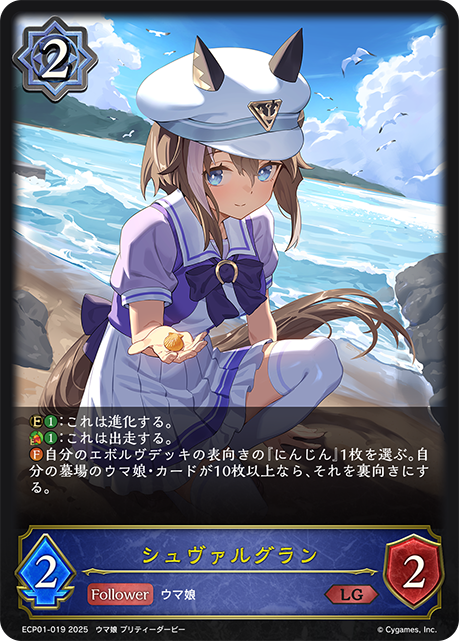 2
E 1:これは進化する。
1:これは出走する。
F 自分のエボルヴデッキの表向きの『にんじん』1枚を選ぶ。自
分の墓場のウマ娘・カードが10枚以上なら、それを裏向きにす
る。
シュヴァルグラン
2 Follower ウマ娘 LG 2
ECP01-019 2025 ウマ娘 プリティーダービー © Cygames, Inc.